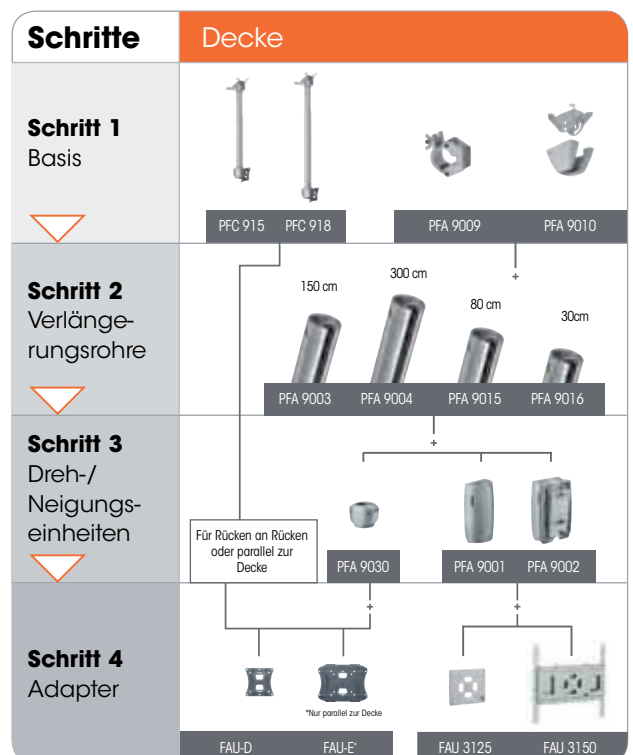 Schritte
Decke
Schritt 1
Basis
PFC 915
PFC 918
PFA 9009
PFA 9010
+
Schritt 2
Verlänge-
rungsrohre
150 cm
300 cm
80 cm
30cm
PFA 9003
PFA 9004
PFA 9015
PFA 9016
+
Schritt 3
Dreh-/
Neigungs-
einheiten
Für Rücken an Rücken
oder parallel zur
Decke
PFA 9030
PFA 9001
PFA 9002
+
+
Schritt 4
Adapter
*Nur parallel zur Decke
FAU-D
FAU-E*
FAU 3125
FAU 3150